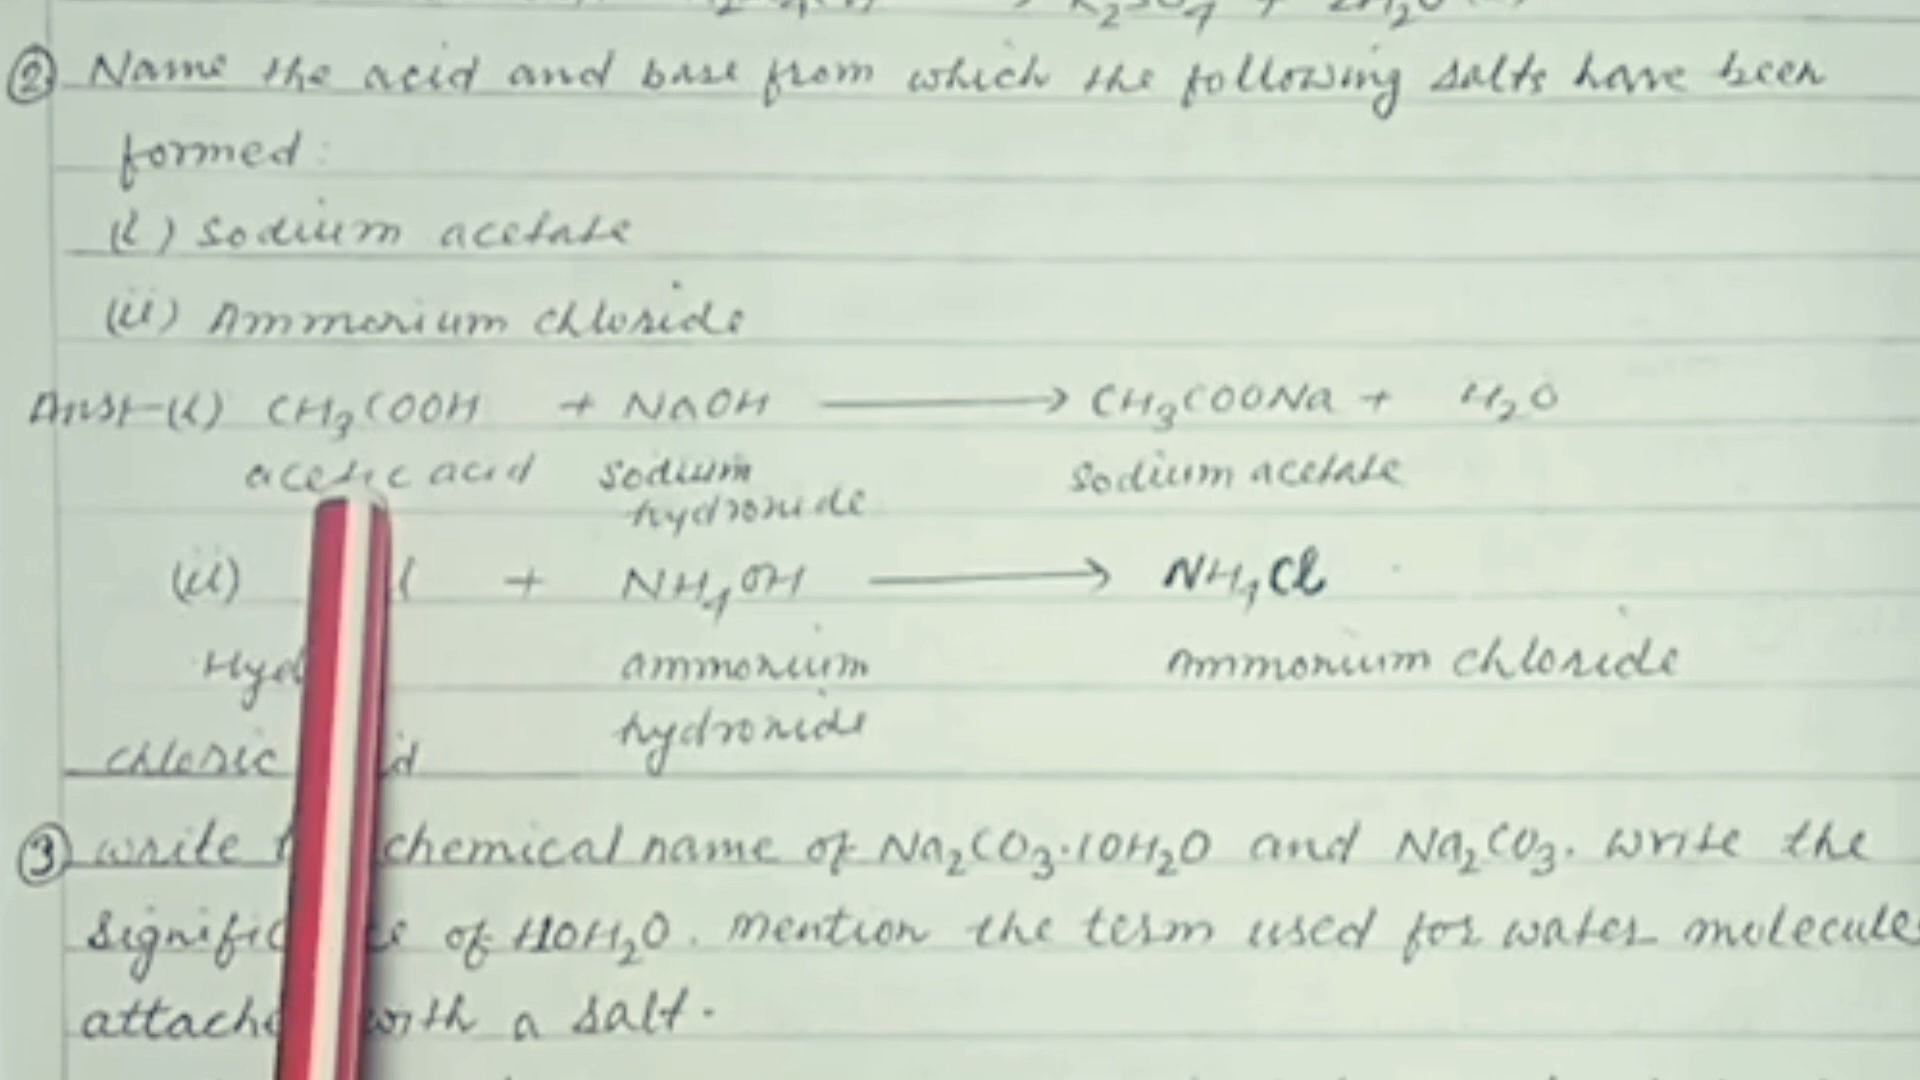 ② Name the acid and base from which the following salts have been
formed:
(i) Sodium acetate
(ii) Ammonium chloride
Ans:-(i) CH₃COOH + NaOH ⟶ CH₃COONa + H₂O
acetic acid sodium hydroxide sodium acetate
(ii) + NH₄OH ⟶ NH₄Cl
ammonium Ammonium chloride
hydroxide
chloric
③ write chemical name of Na₂CO₃.10H₂O and Na₂CO₃. write the
of 10H₂O. mention the term used for water molecules
with a salt.